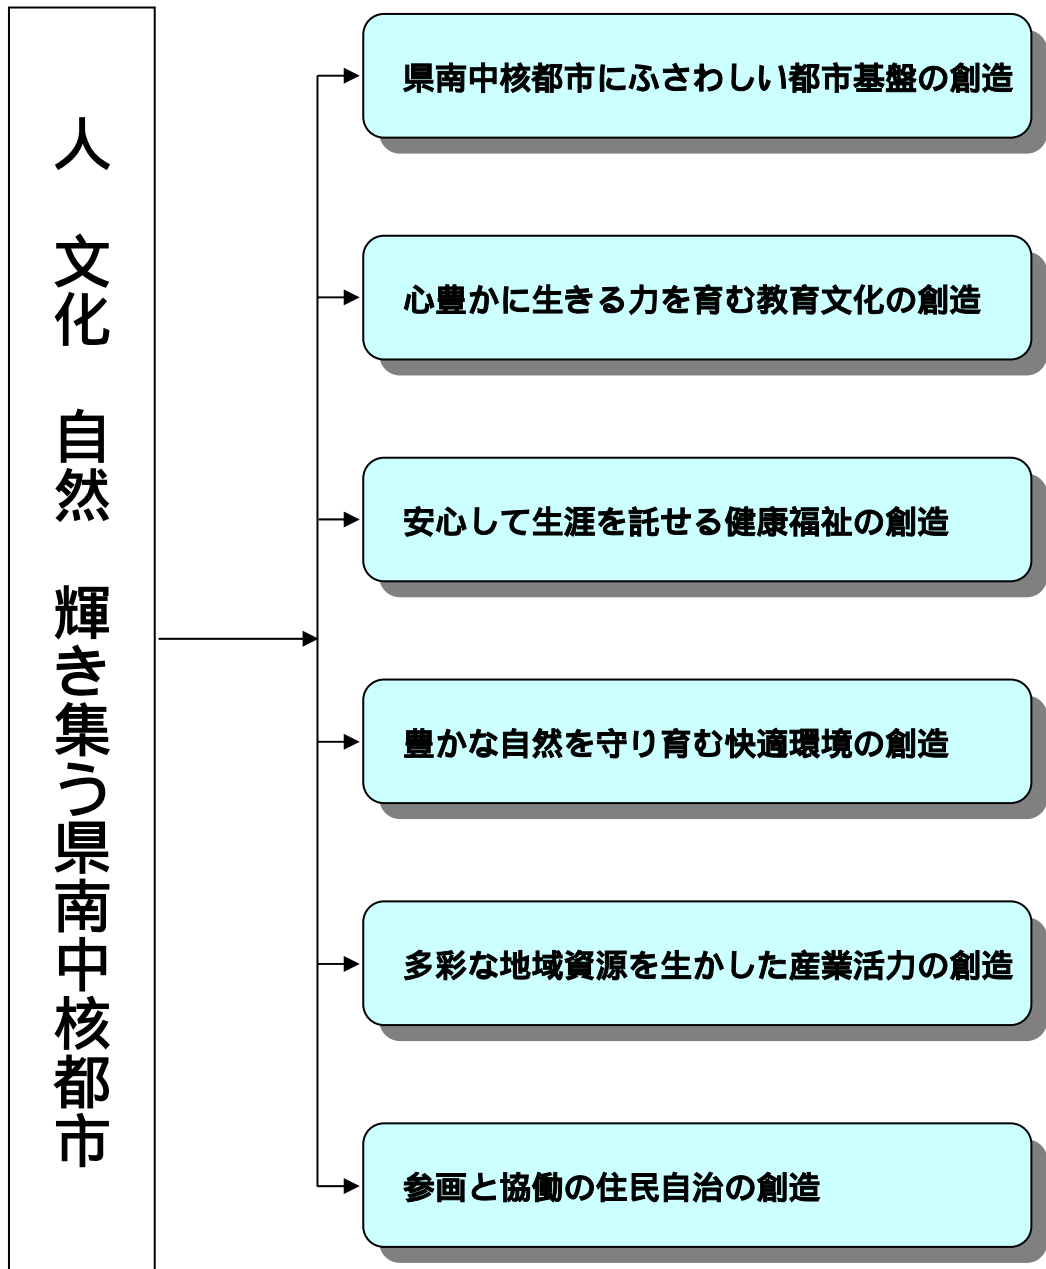 人　文化　自然　輝き集う県南中核都市
県南中核都市にふさわしい都市基盤の創造
心豊かに生きる力を育む教育文化の創造
安心して生涯を託せる健康福祉の創造
豊かな自然を守り育む快適環境の創造
多彩な地域資源を生かした産業活力の創造
参画と協働の住民自治の創造